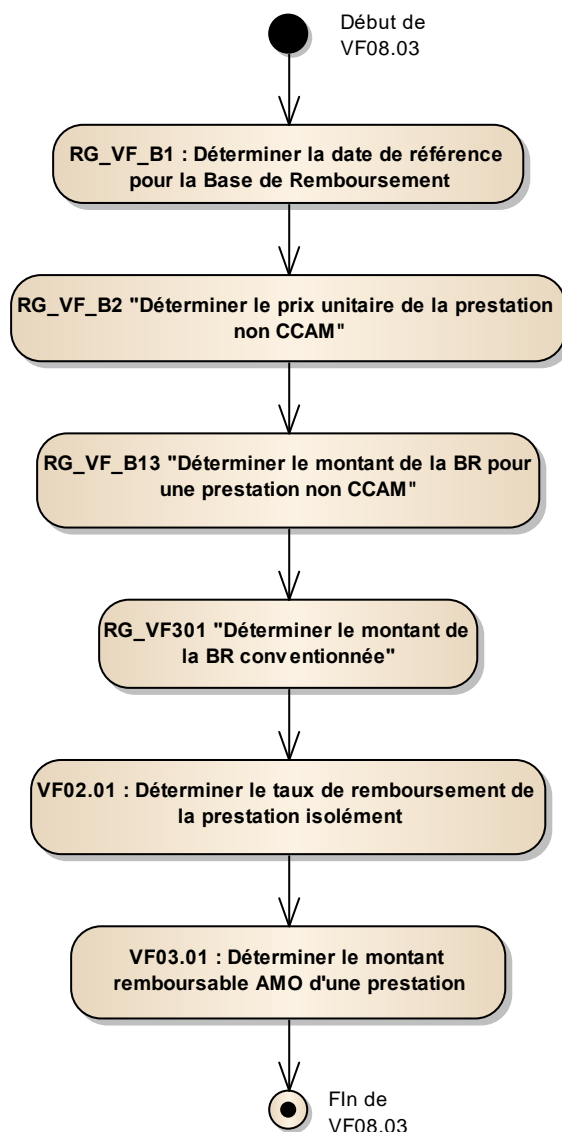 Début de
VF08.03
RG_VF_B1 : Déterminer la date de référence
pour la Base de Remboursement
RG_VF_B2 "Déterminer le prix unitaire de la prestation
non CCAM"
RG_VF_B13 "Déterminer le montant de la BR pour
une prestation non CCAM"
RG_VF301 "Déterminer le montant de
la BR conventionnée"
VF02.01 : Déterminer le taux de remboursement de
la prestation isolément
VF03.01 : Déterminer le montant
remboursable AMO d'une prestation
FIn de
VF08.03